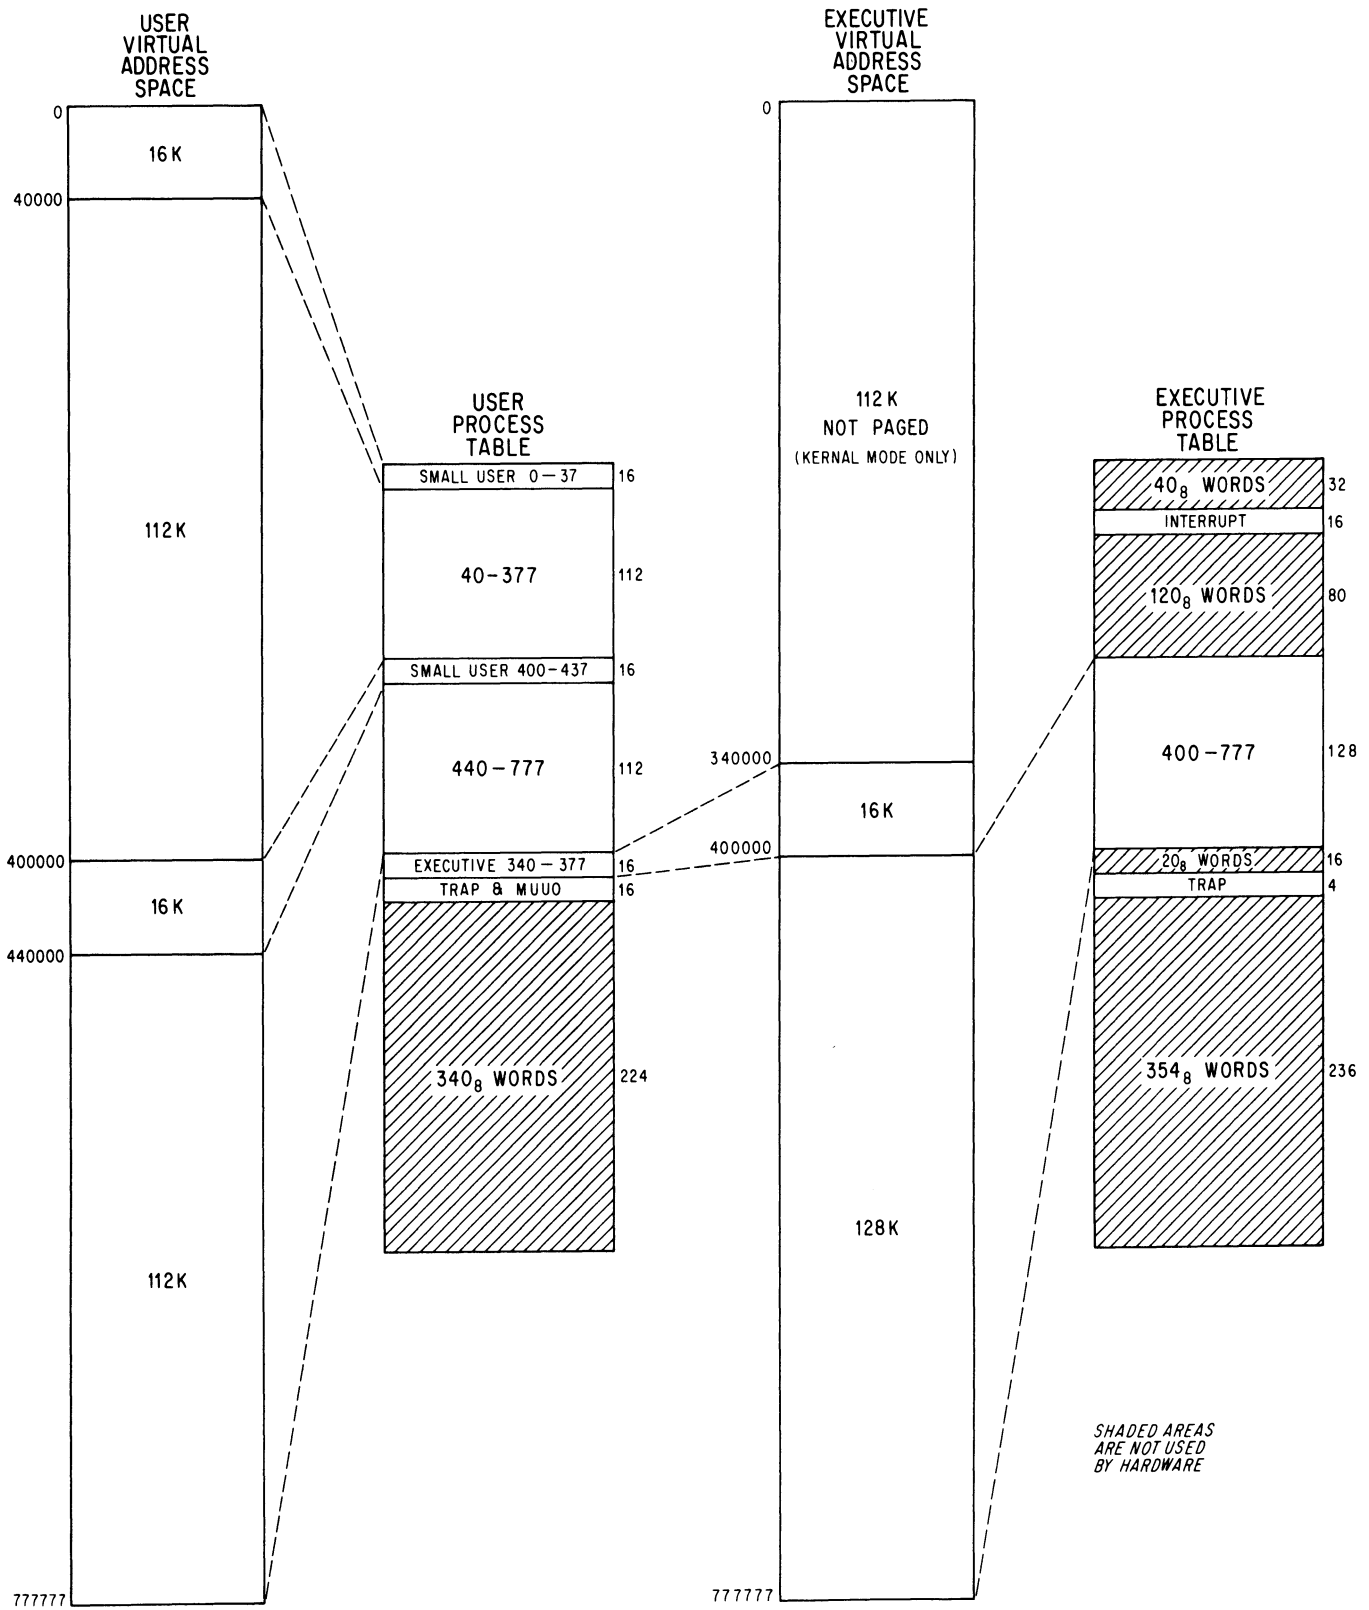 USER
VIRTUAL
ADDRESS
SPACE
0
16K
40000
112K
400000
16K
440000
112K
777777
USER
PROCESS
TABLE
SMALL USER 0-37 16
40-377 112
SMALL USER 400-437 16
440-777 112
EXECUTIVE 340-377 16
TRAP & MUUO 16
340₈ WORDS 224
EXECUTIVE
VIRTUAL
ADDRESS
SPACE
0
112K
NOT PAGED
(KERNAL MODE ONLY)
340000
16K
400000
128K
777777
EXECUTIVE
PROCESS
TABLE
40₈ WORDS 32
INTERRUPT 16
120₈ WORDS 80
400-777 128
20₈ WORDS 16
TRAP 4
354₈ WORDS 236
SHADED AREAS
ARE NOT USED
BY HARDWARE